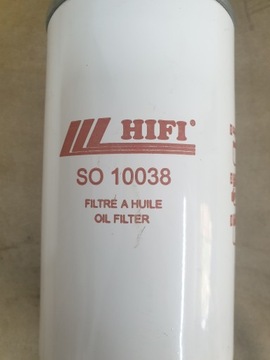 HIFI®
SO 10038
FILTRE A HUILE
OIL FILTER